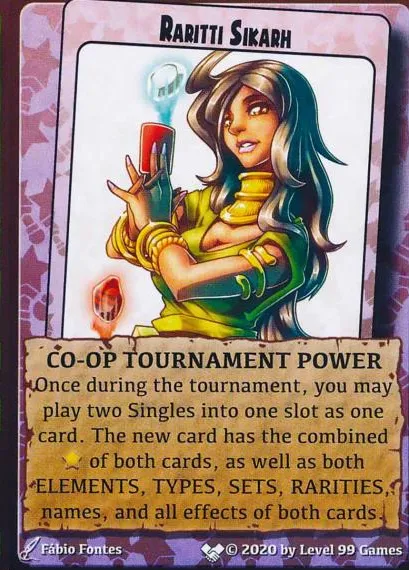 Raritti Sikarh
CO-OP TOURNAMENT POWER
Once during the tournament, you may
play two Singles into one slot as one
card. The new card has the combined
of both cards, as well as both
ELEMENTS, TYPES, SETS, RARITIES,
names, and all effects of both cards.
Fábio Fontes
© 2020 by Level 99 Games